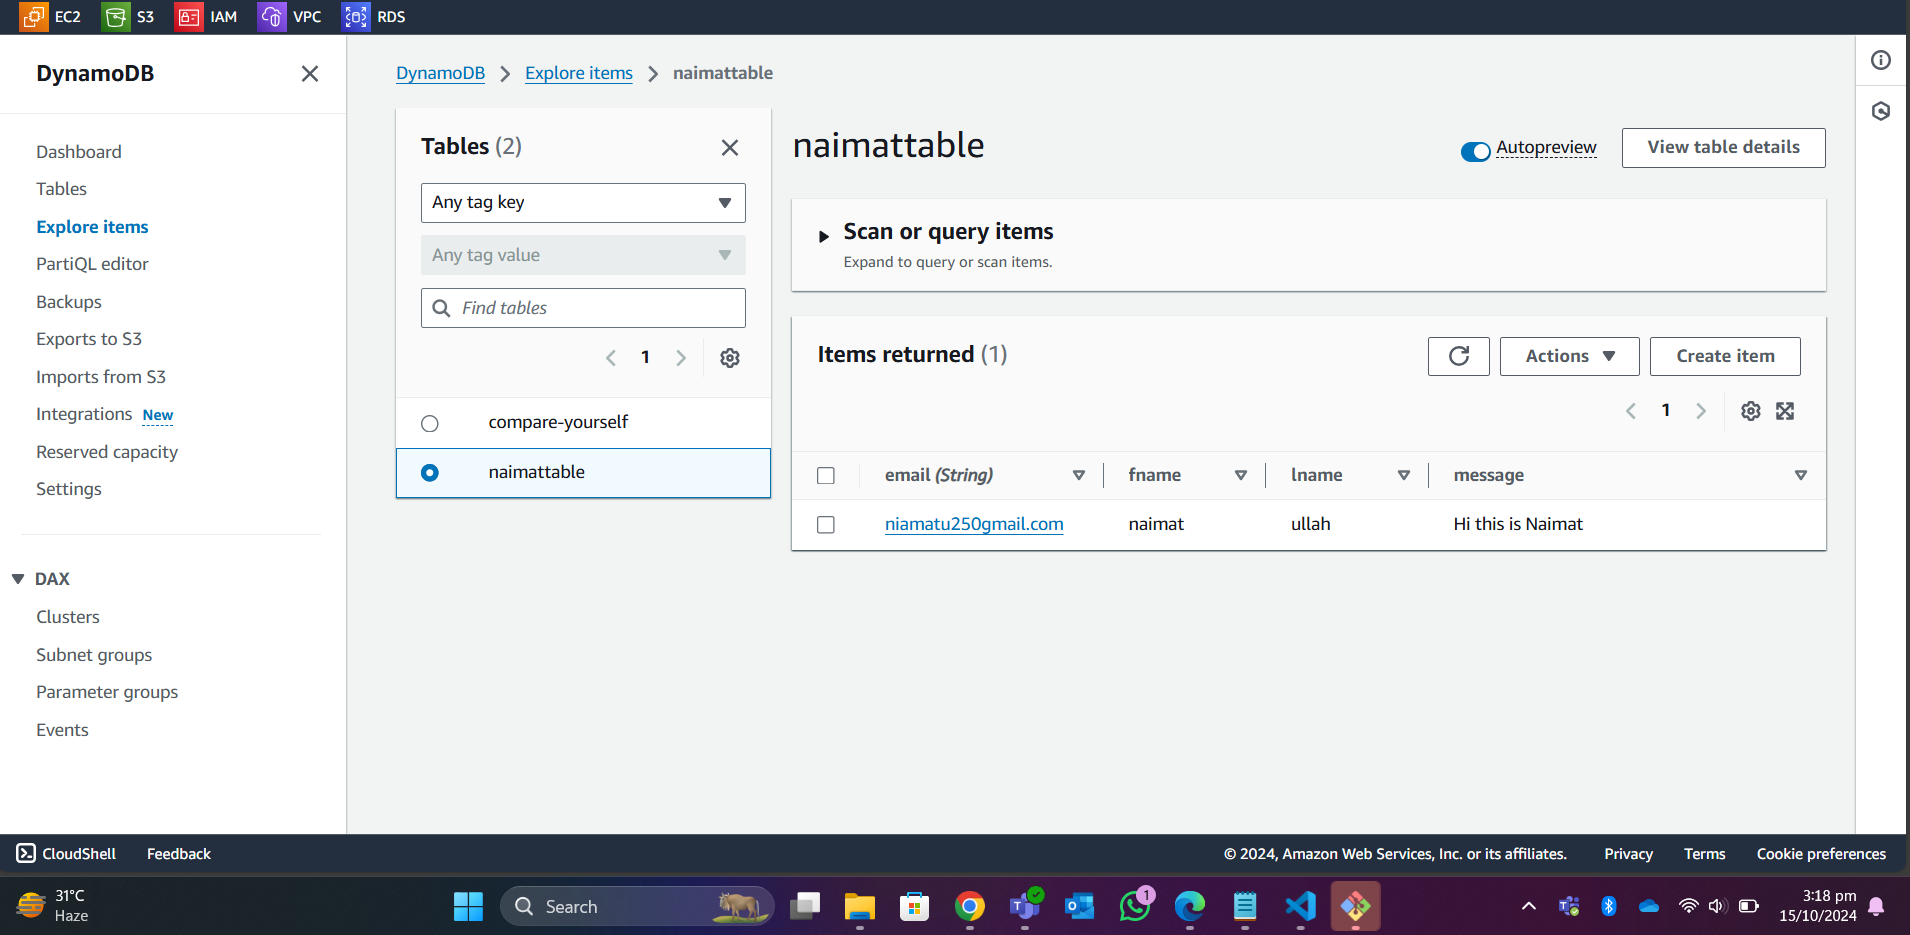 EC2 S3 IAM VPC RDS
DynamoDB
Dashboard
Tables
Explore items
PartiQL editor
Backups
Exports to S3
Imports from S3
Integrations New
Reserved capacity
Settings
DAX
Clusters
Subnet groups
Parameter groups
Events
DynamoDB Explore items naimattable
Tables (2)
Any tag key
Any tag value
Find tables
1
compare-yourself
naimattable
naimattable
Autopreview
View table details
Scan or query items
Expand to query or scan items.
Items returned (1)
Actions
Create item
1
email (String) fname lname message
niamatu250gmail.com naimat ullah Hi this is Naimat
CloudShell Feedback
© 2024, Amazon Web Services, Inc. or its affiliates. Privacy Terms Cookie preferences
31°C
Haze
Search
1
3:18 pm
15/10/2024